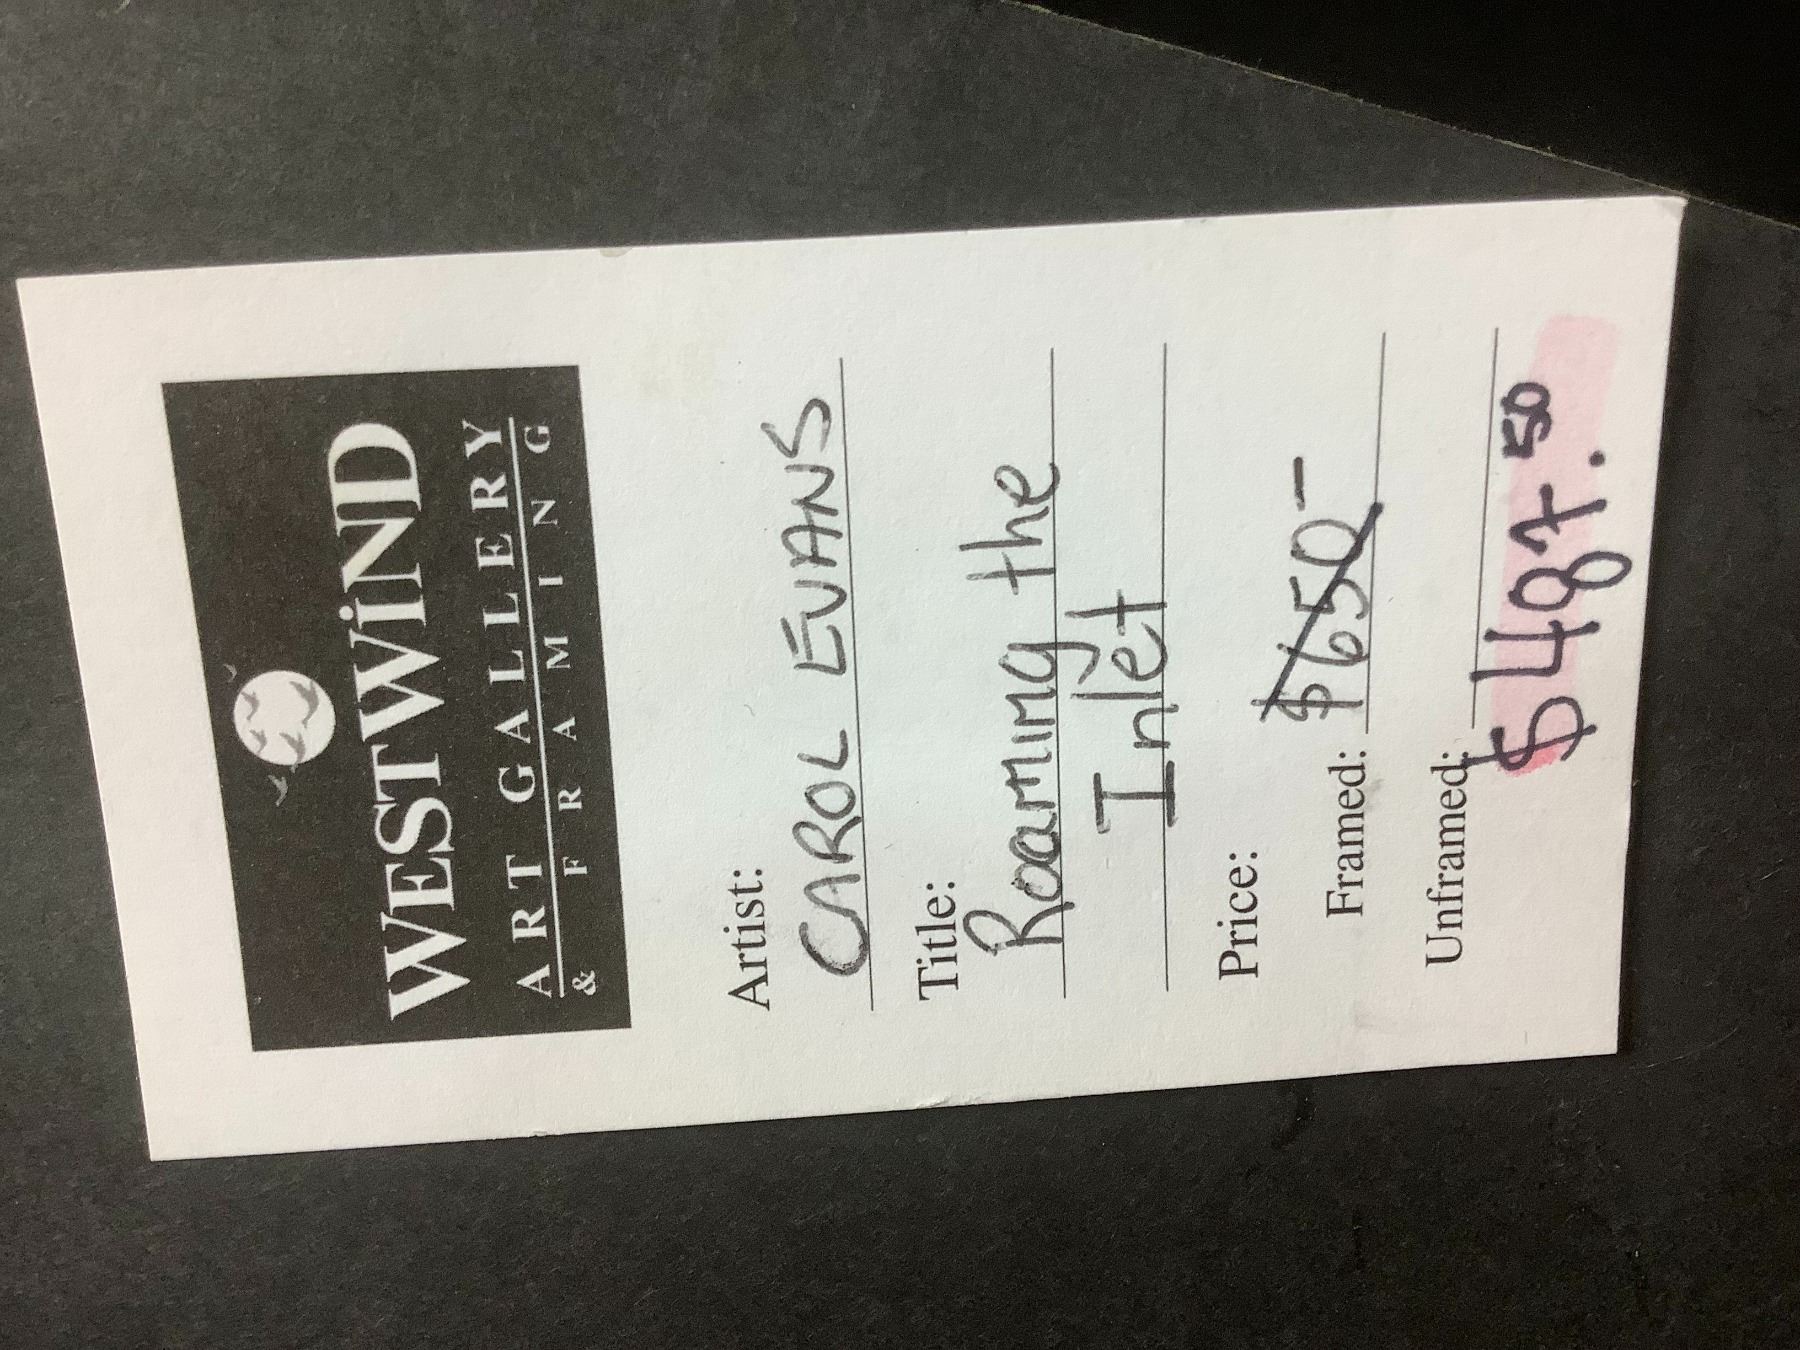 WESTWiND
ART GALLERY
& FRAMING
Artist:
CAROL EVANS
Title:
Roaming the
Inlet
Price:
Framed: $650-
Unframed:
$487.50